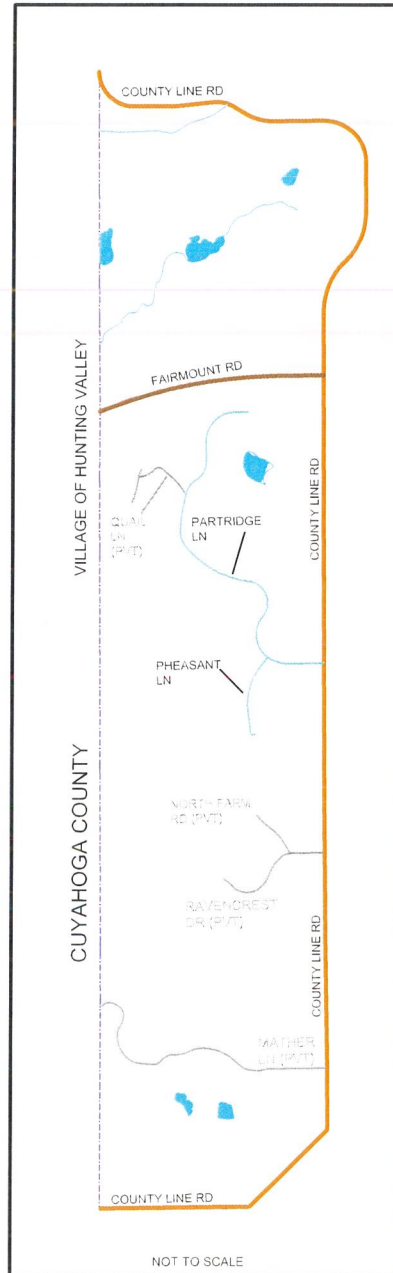 COUNTY LINE RD
VILLAGE OF HUNTING VALLEY
FAIRMOUNT RD
COUNTY LINE RD
QUAIL
LN
(PVT)
PARTRIDGE
LN
PHEASANT
LN
CUYAHOGA COUNTY
NORTH FARM
RD (PVT)
RAVENCREST
DR (PVT)
COUNTY LINE RD
MATHER
LN (PVT)
COUNTY LINE RD
NOT TO SCALE